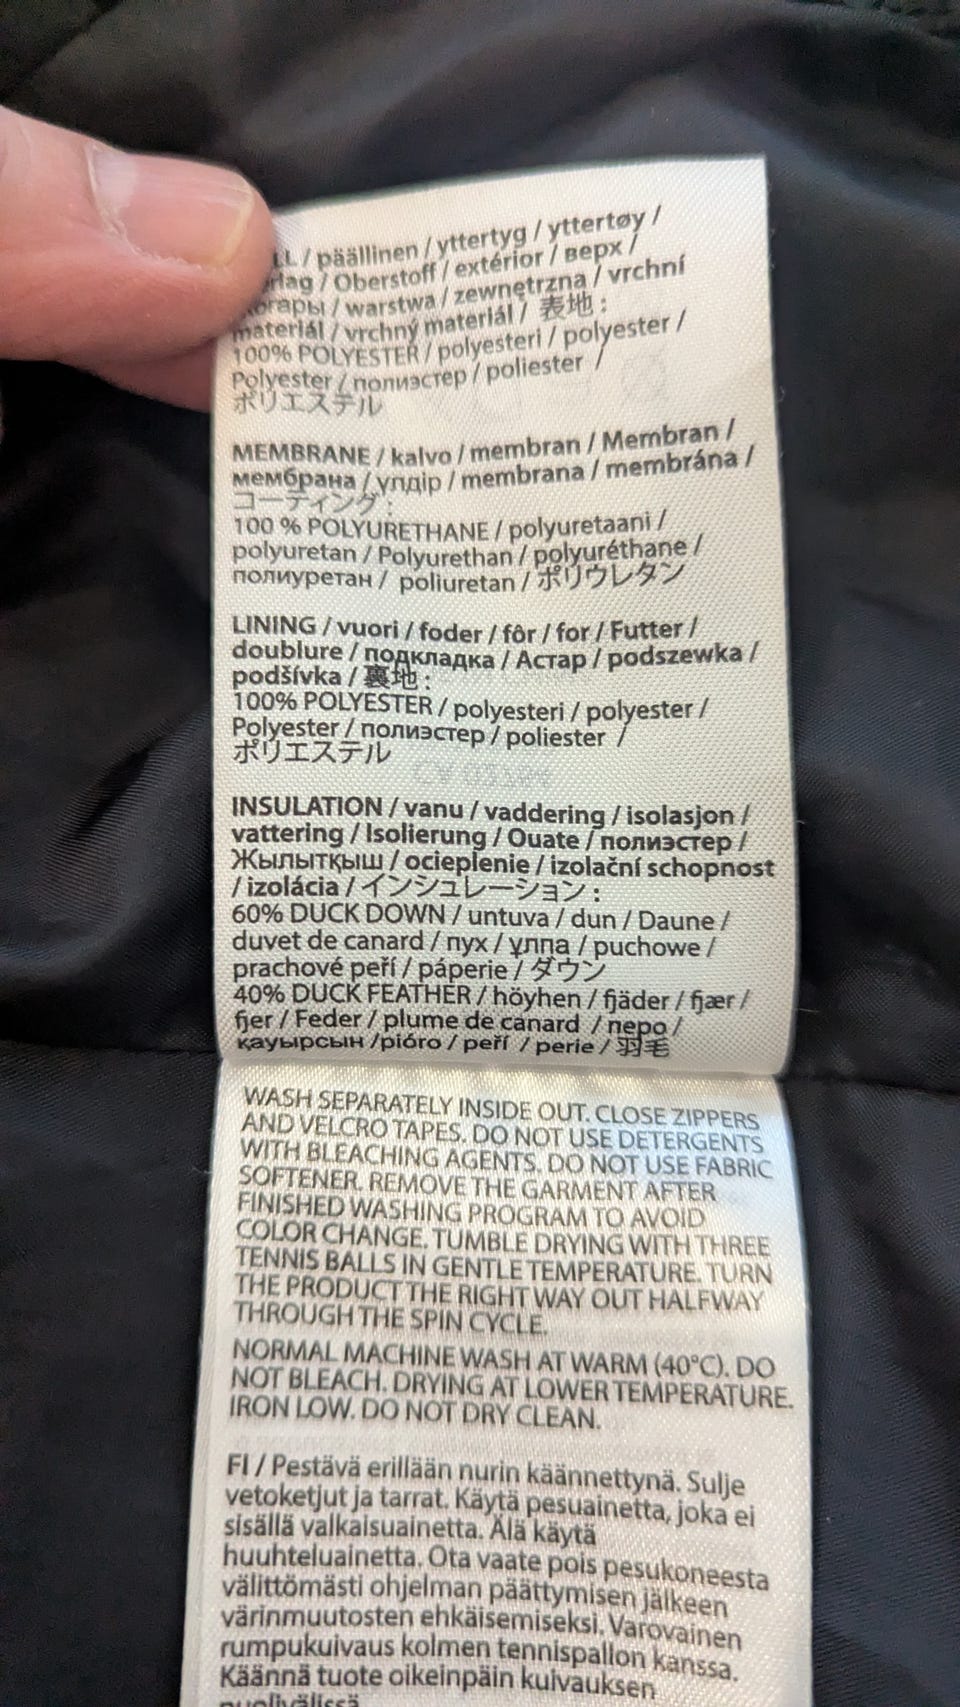 / päällinen / yttertyg / yttertøy /
/ Oberstoff / extérior / верх /
/ warstwa / zewnętrzna / vrchní
materiál / vrchný materiál / 表地 :
100% POLYESTER / polyesteri / polyester /
Polyester / полиэстер / poliester /
ポリエステル
MEMBRANE / kalvo / membran / Membran /
мембрана / үлдір / membrana / membrána /
コーティング :
100 % POLYURETHANE / polyuretaani /
polyuretan / Polyurethan / polyuréthane /
полиуретан / poliuretan / ポリウレタン
LINING / vuori / foder / fôr / for / Futter /
doublure / подкладка / Астар / podszewka /
podšívka / 裏地 :
100% POLYESTER / polyesteri / polyester /
Polyester / полиэстер / poliester /
ポリエステル
INSULATION / vanu / vaddering / isolasjon /
vattering / Isolierung / Ouate / полиэстер /
Жылытқыш / ocieplenie / izolační schopnost
/ izolácia / インシュレーション :
60% DUCK DOWN / untuva / dun / Daune /
duvet de canard / пух / ұлпа / puchowe /
prachové peří / páperie / ダウン
40% DUCK FEATHER / höyhen / fjäder / fjær /
fjer / Feder / plume de canard / перо /
қауырсын /pióro / peří / perie / 羽毛
WASH SEPARATELY INSIDE OUT. CLOSE ZIPPERS
AND VELCRO TAPES. DO NOT USE DETERGENTS
WITH BLEACHING AGENTS. DO NOT USE FABRIC
SOFTENER. REMOVE THE GARMENT AFTER
FINISHED WASHING PROGRAM TO AVOID
COLOR CHANGE. TUMBLE DRYING WITH THREE
TENNIS BALLS IN GENTLE TEMPERATURE. TURN
THE PRODUCT THE RIGHT WAY OUT HALFWAY
THROUGH THE SPIN CYCLE.
NORMAL MACHINE WASH AT WARM (40°C). DO
NOT BLEACH. DRYING AT LOWER TEMPERATURE.
IRON LOW. DO NOT DRY CLEAN.
FI / Pestävä erillään nurin käännettynä. Sulje
vetoketjut ja tarrat. Käytä pesuainetta, joka ei
sisällä valkaisuainetta. Älä käytä
huuhteluainetta. Ota vaate pois pesukoneesta
välittömästi ohjelman päättymisen jälkeen
värinmuutosten ehkäisemiseksi. Varovainen
rumpukuivaus kolmen tennispallon kanssa.
Käännä tuote oikeinpäin kuivauksen
puolivälissä